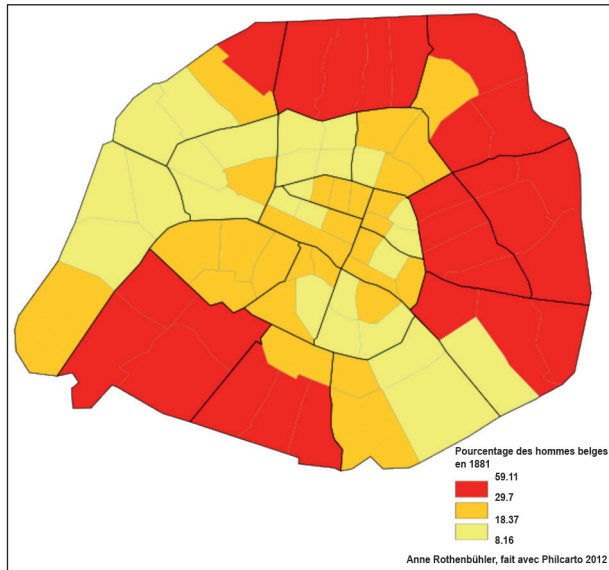 Pourcentage des hommes belges
en 1881
59.11
29.7
18.37
8.16
Anne Rothenbühler, fait avec Philcarto 2012